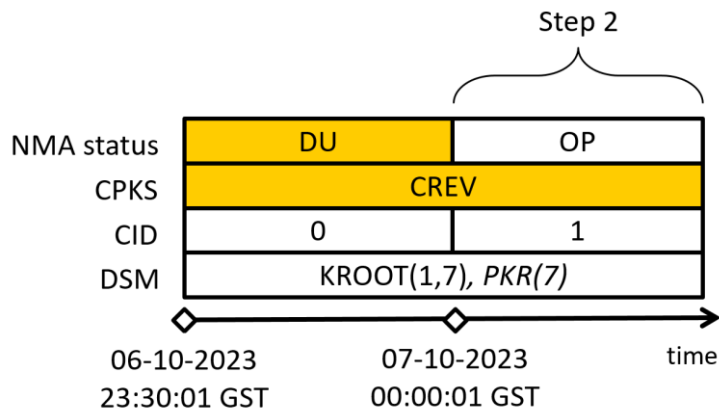 Step 2
NMA status DU OP
CPKS CREV
CID 0 1
DSM KROOT(1,7), PKR(7)
06-10-2023 07-10-2023 time
23:30:01 GST 00:00:01 GST